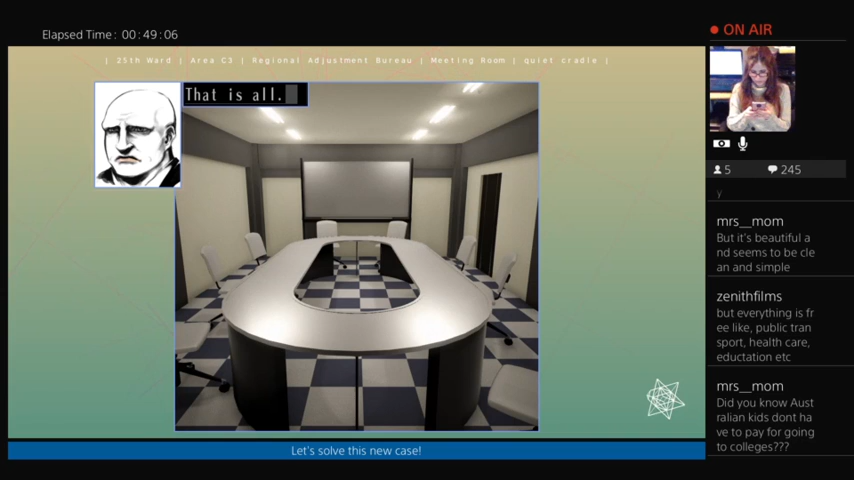 Elapsed Time: 00:49:06
ON AIR
| 25th Ward | Area C3 | Regional Adjustment Bureau | Meeting Room | quiet cradle |
That is all.
5 245
y
mrs__mom
But it's beautiful a
nd seems to be cle
an and simple
zenithfilms
but everything is fr
ee like, public tran
sport, health care,
eductation etc
mrs__mom
Did you know Aust
ralian kids dont ha
ve to pay for going
to colleges???
Let's solve this new case!